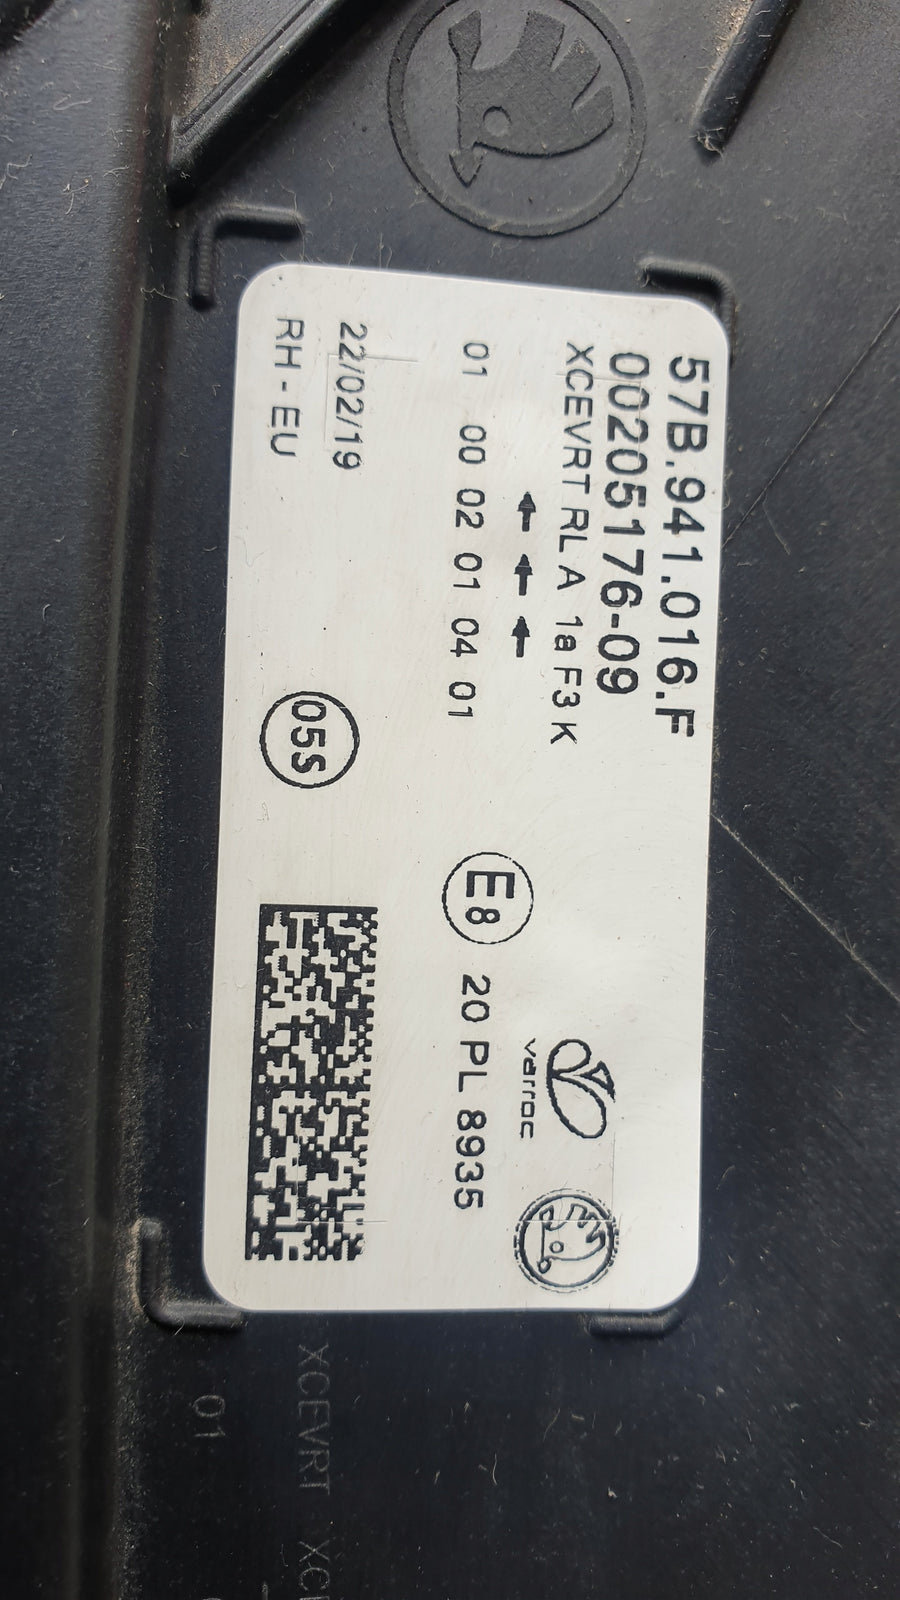 57B.941.016.F
00205176-09
XCEVRT RL A 1a F3 K
varroc
01 00 02 01 04 01
E8 20 PL 8935
22/02/19
RH-EU
05S
XCEVRT XCE
01